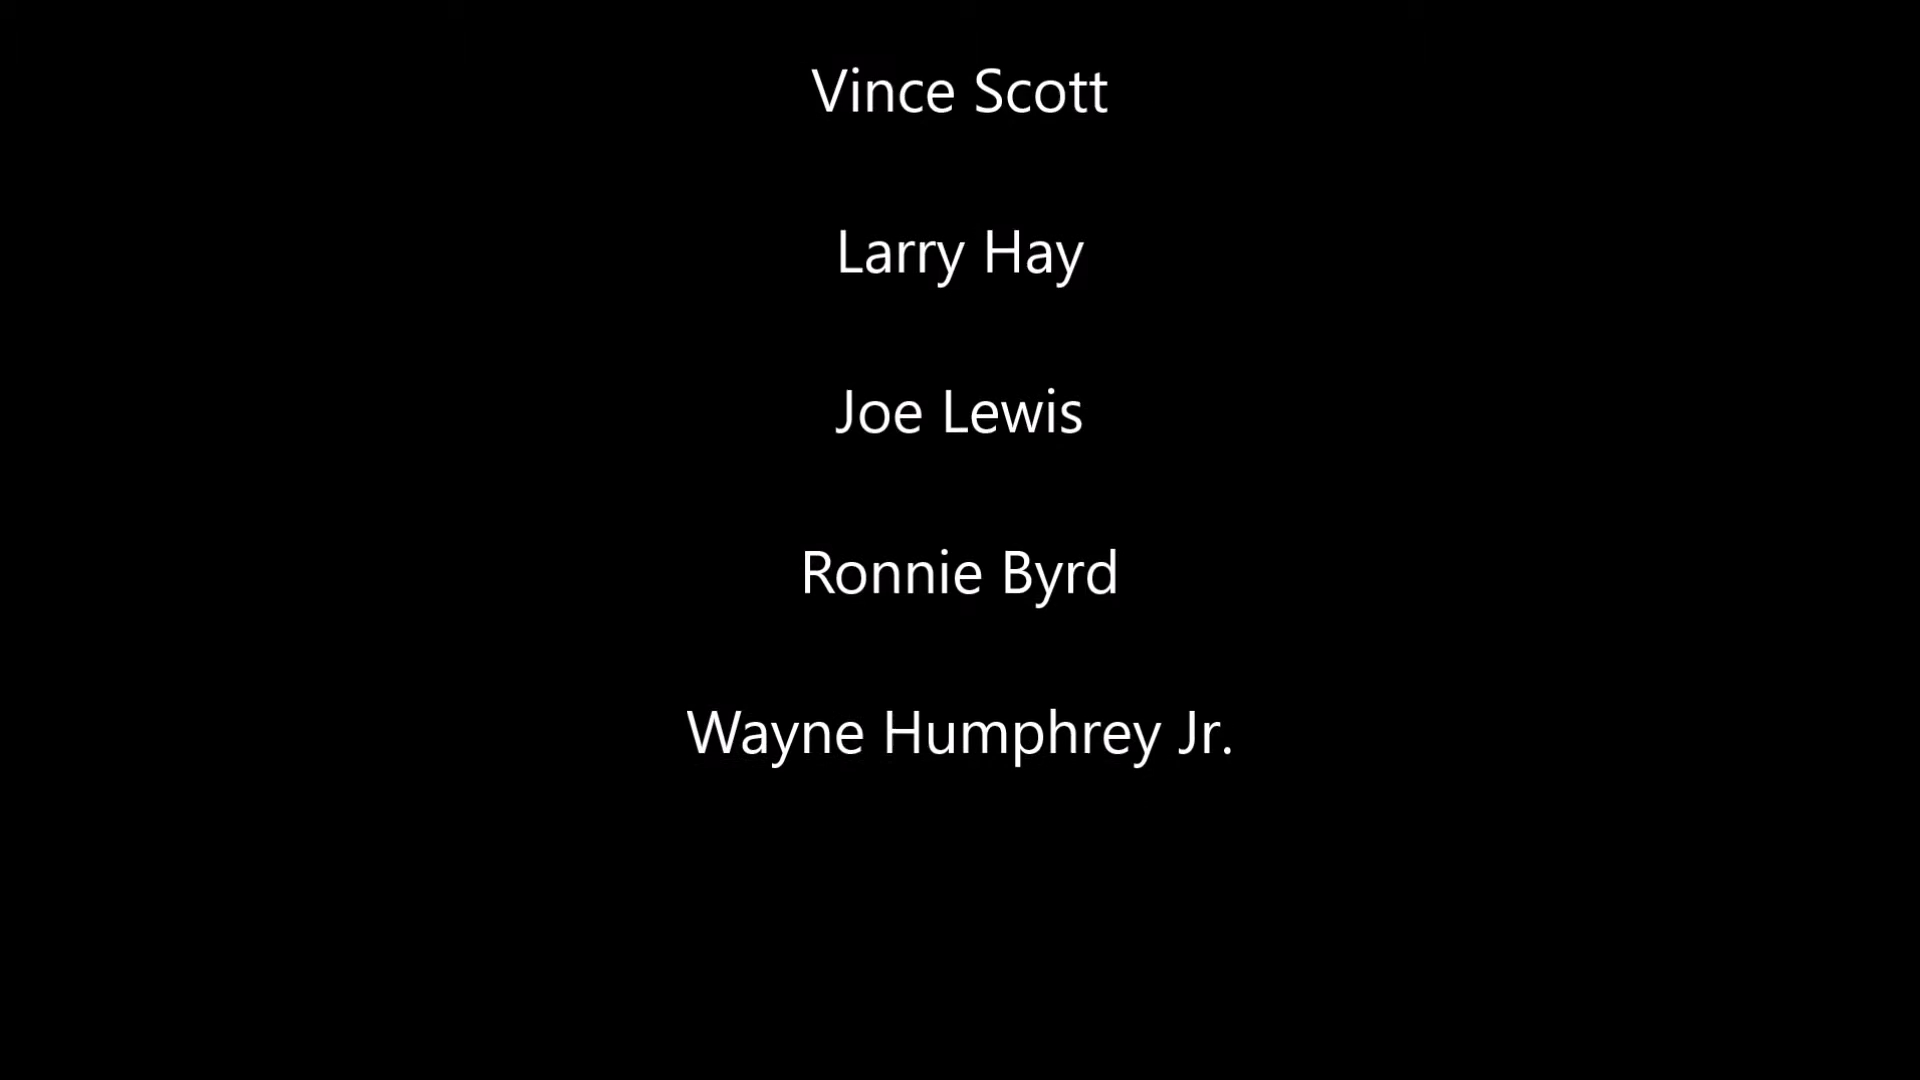 Vince Scott
Larry Hay
Joe Lewis
Ronnie Byrd
Wayne Humphrey Jr.